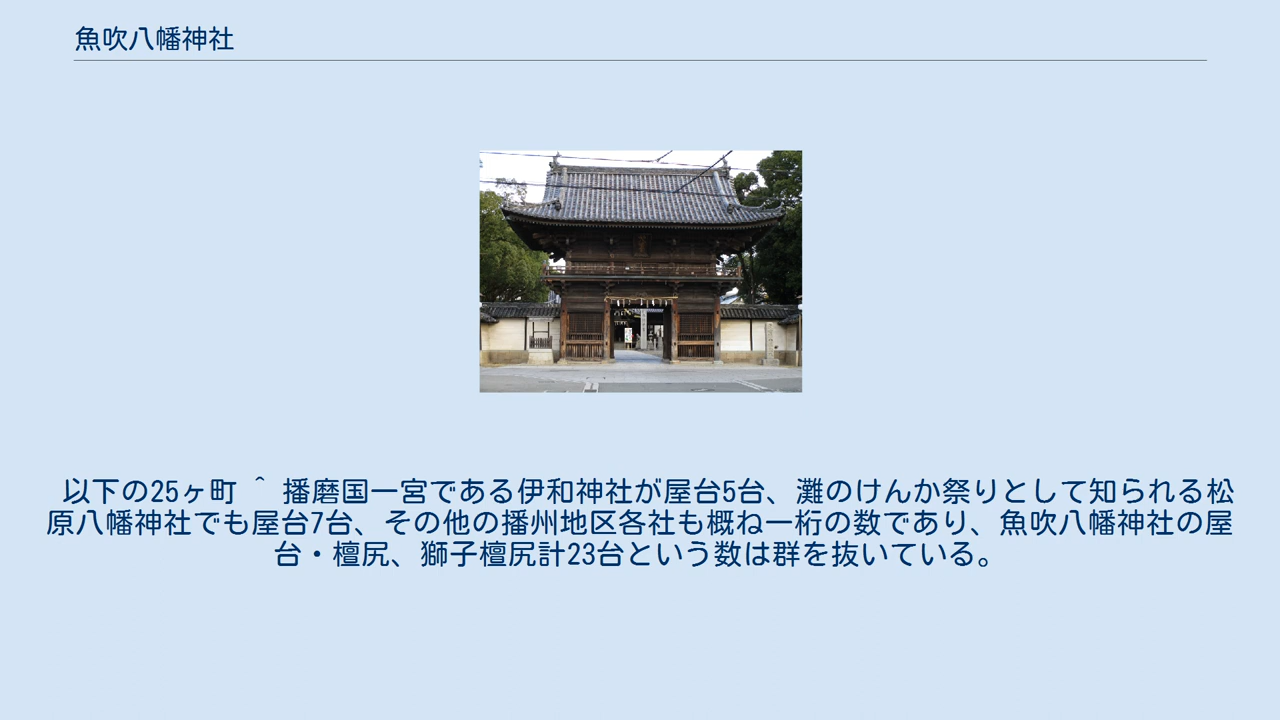 魚吹八幡神社
以下の25ヶ町 ＾ 播磨国一宮である伊和神社が屋台5台、灘のけんか祭りとして知られる松
原八幡神社でも屋台7台、その他の播州地区各社も概ね一桁の数であり、魚吹八幡神社の屋
台・檀尻、獅子檀尻計23台という数は群を抜いている。